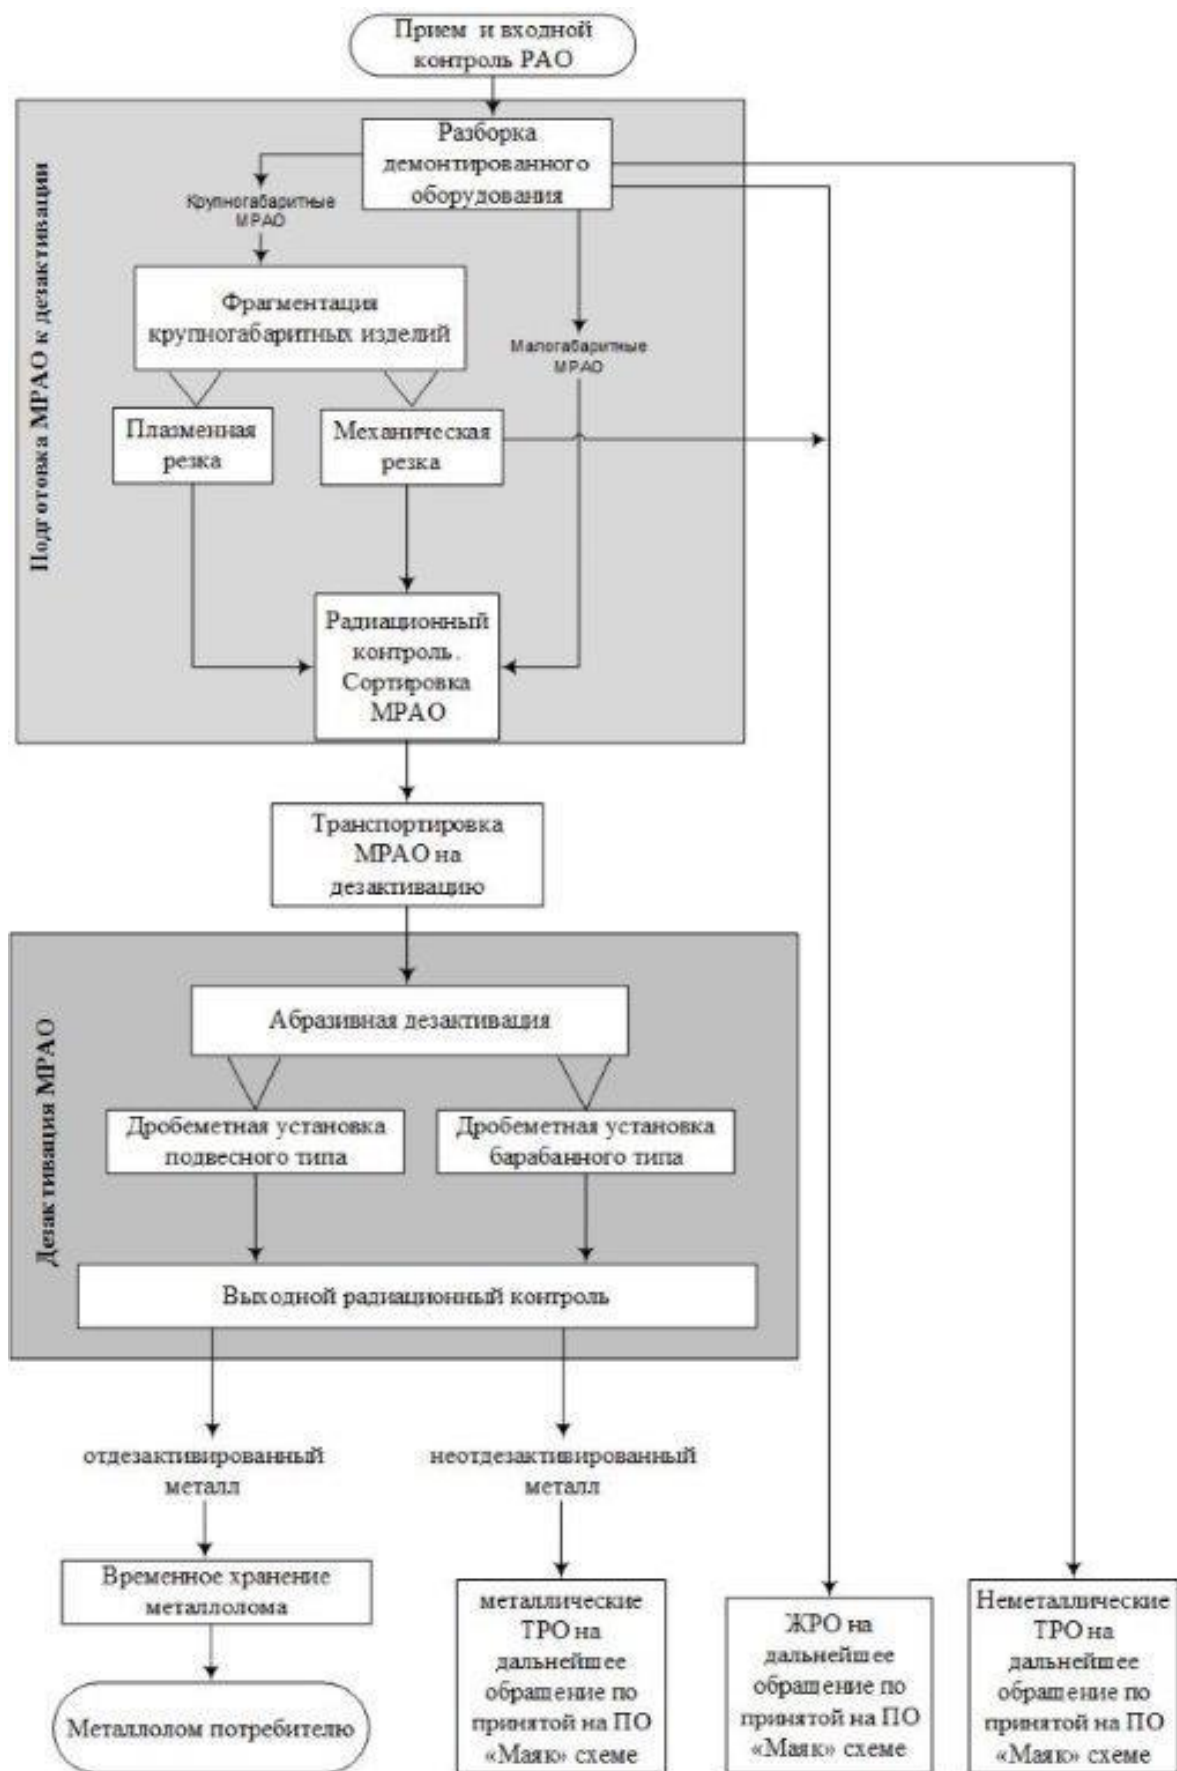 Прием и входной
контроль РАО
Подготовка МРАО к дезактивации
Разборка
демонтированного
оборудования
Крупногабаритные
МРАО
Фрагментация
крупногабаритных изделий
Малогабаритные
МРАО
Плазменная
резка
Механическая
резка
Радиационный
контроль.
Сортировка
МРАО
Транспортировка
МРАО на
дезактивацию
Дезактивация МРАО
Абразивная дезактивация
Дробеметная установка
подвесного типа
Дробеметная установка
барабанного типа
Выходной радиационный контроль
отдезактивированный
металл
неотдезактивированный
металл
Временное хранение
металлолома
Металлолом потребителю
металлические
ТРО на
дальнейшее
обращение по
принятой на ПО
«Маяк» схеме
ЖРО на
дальнейшее
обращение по
принятой на ПО
«Маяк» схеме
Неметаллические
ТРО на
дальнейшее
обращение по
принятой на ПО
«Маяк» схеме